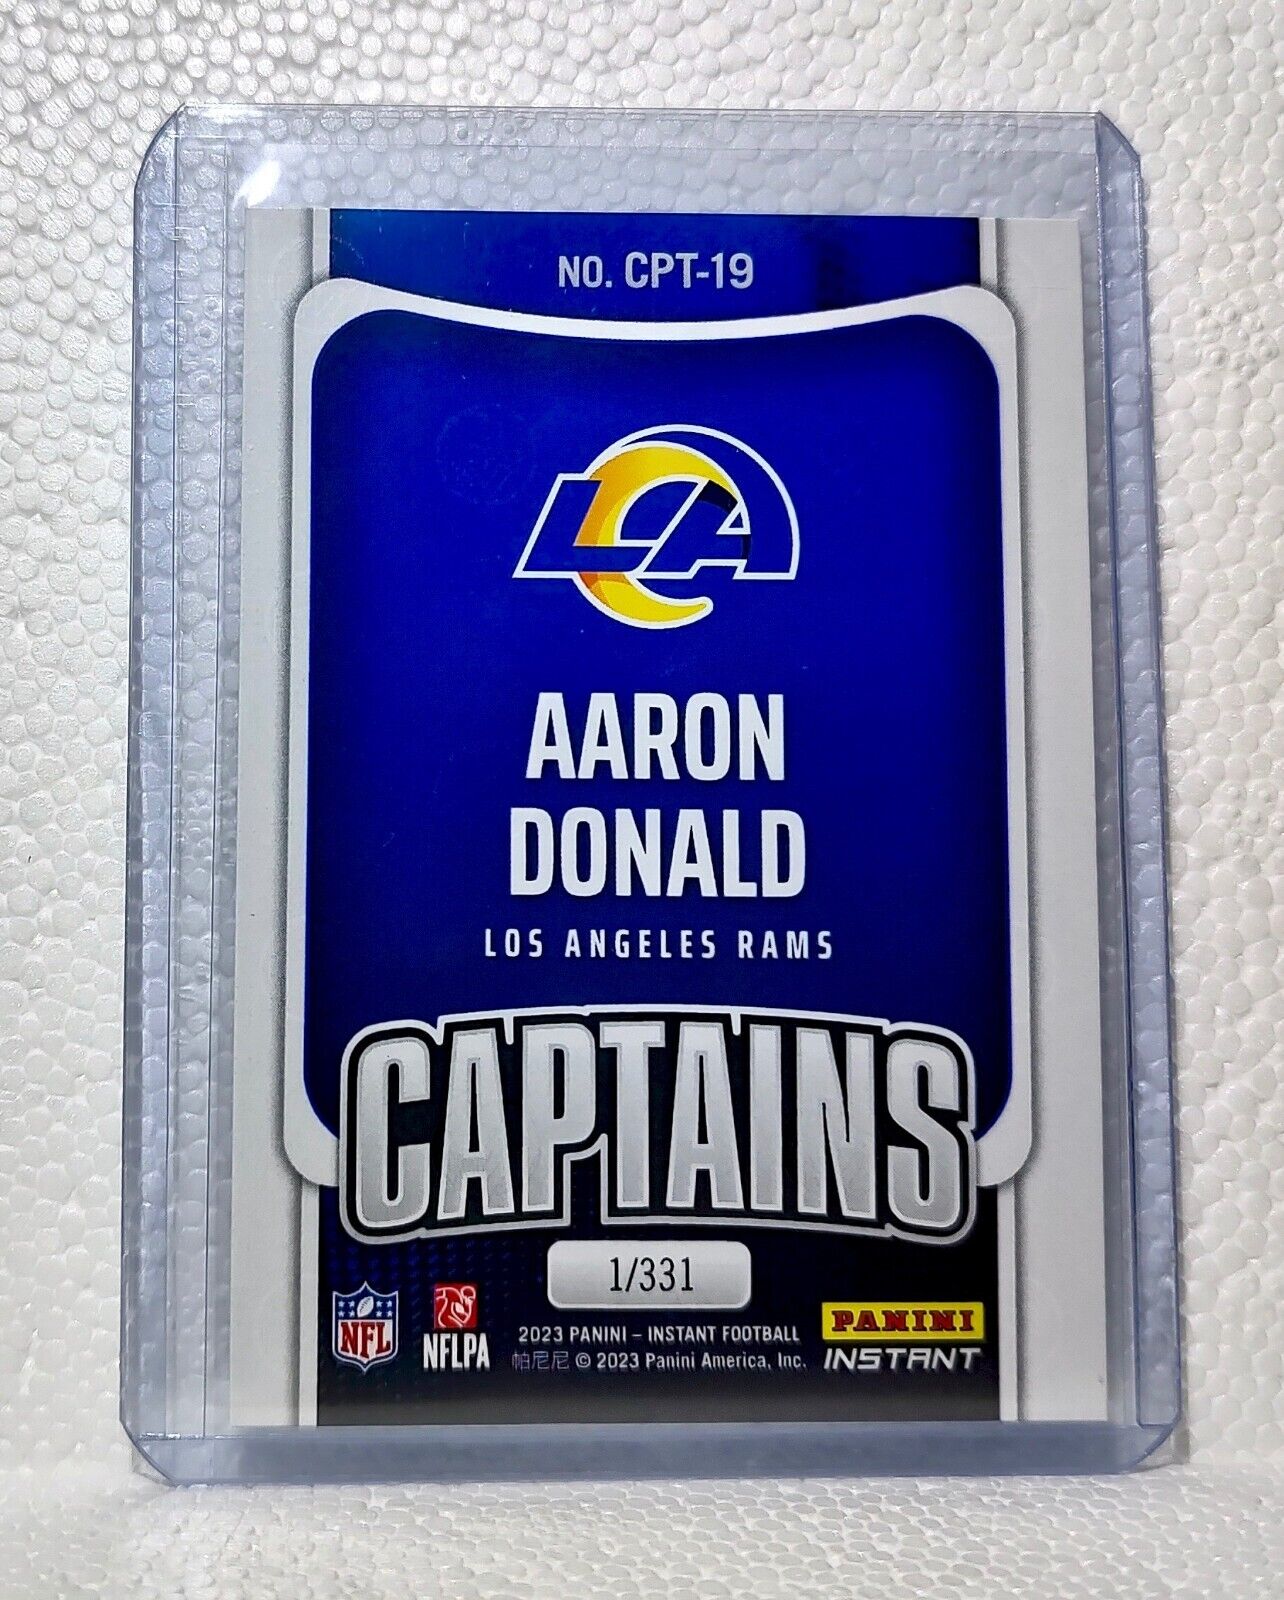 NO. CPT-19
LA
AARON
DONALD
LOS ANGELES RAMS
CAPTAINS
1/331
NFL
NFLPA
2023 PANINI – INSTANT FOOTBALL
帕尼尼 © 2023 Panini America, Inc.
PANINI
INSTANT